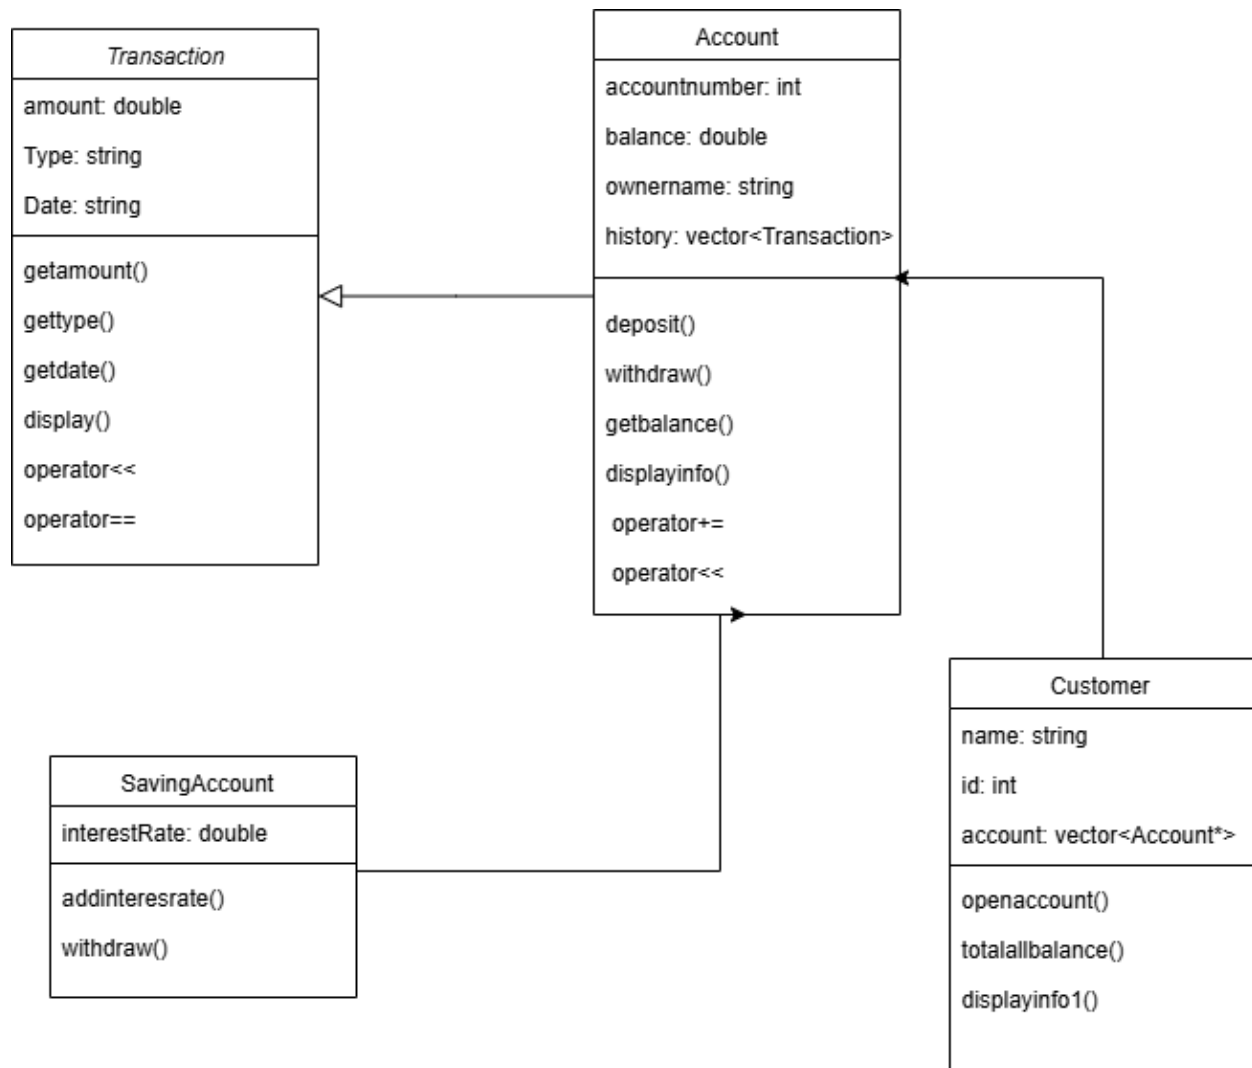 Transaction
amount: double
Type: string
Date: string
getamount()
gettype()
getdate()
display()
operator<<
operator==
Account
accountnumber: int
balance: double
ownername: string
history: vector<Transaction>
deposit()
withdraw()
getbalance()
displayinfo()
operator+=
operator<<
SavingAccount
interestRate: double
addinteresrate()
withdraw()
Customer
name: string
id: int
account: vector<Account*>
openaccount()
totalallbalance()
displayinfo1()